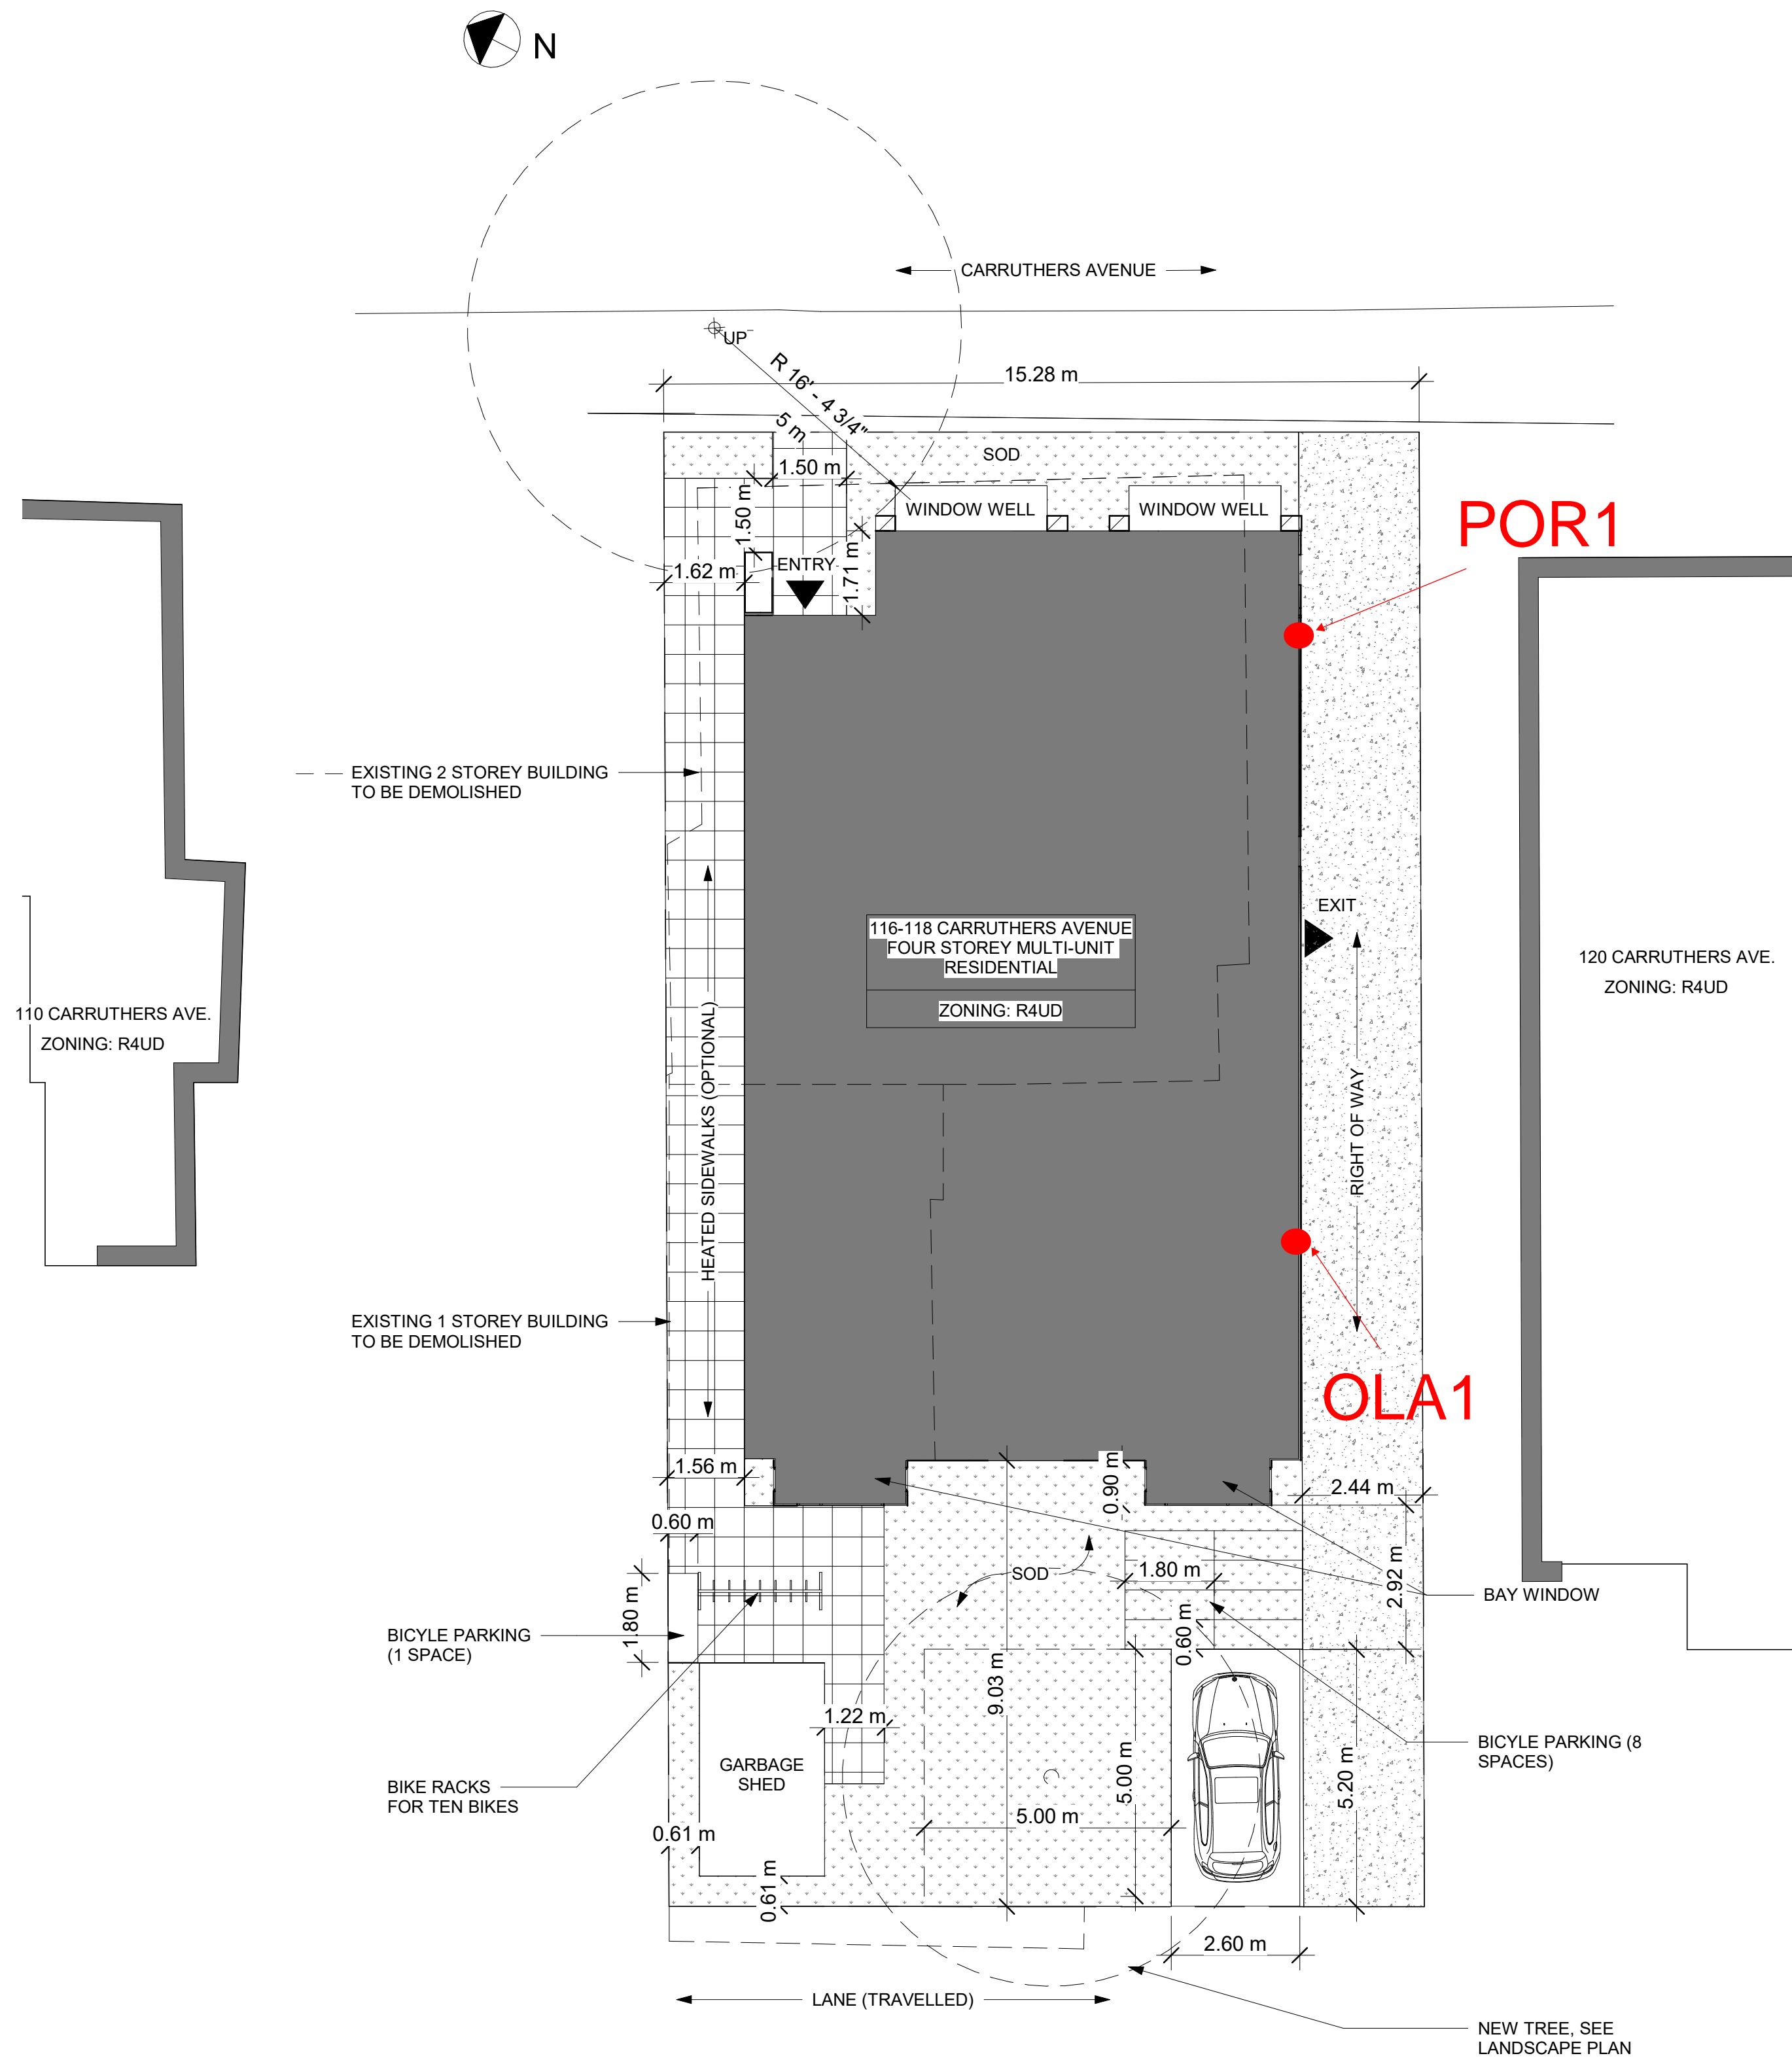 N
CARRUTHERS AVENUE
UP
R 16' - 4 3/4"
5 m
15.28 m
SOD
1.50 m
1.50 m
WINDOW WELL
WINDOW WELL
POR1
1.62 m
ENTRY
1.71 m
EXISTING 2 STOREY BUILDING
TO BE DEMOLISHED
116-118 CARRUTHERS AVENUE
FOUR STOREY MULTI-UNIT
RESIDENTIAL
ZONING: R4UD
EXIT
110 CARRUTHERS AVE.
ZONING: R4UD
120 CARRUTHERS AVE.
ZONING: R4UD
HEATED SIDEWALKS (OPTIONAL)
RIGHT OF WAY
EXISTING 1 STOREY BUILDING
TO BE DEMOLISHED
OLA1
1.56 m
0.90 m
2.44 m
0.60 m
SOD
1.80 m
2.92 m
BAY WINDOW
1.80 m
BICYLE PARKING
(1 SPACE)
0.60 m
9.03 m
1.22 m
BICYLE PARKING (8
SPACES)
GARBAGE
SHED
5.00 m
5.20 m
BIKE RACKS
FOR TEN BIKES
5.00 m
0.61 m
0.61 m
2.60 m
LANE (TRAVELLED)
NEW TREE, SEE
LANDSCAPE PLAN